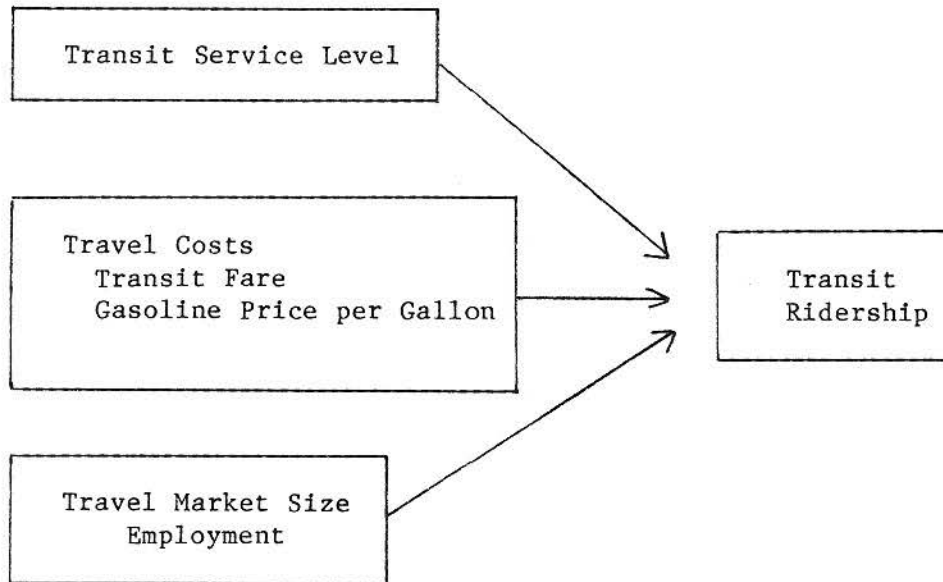 Transit Service Level
Travel Costs
Transit Fare
Gasoline Price per Gallon
Transit
Ridership
Travel Market Size
Employment